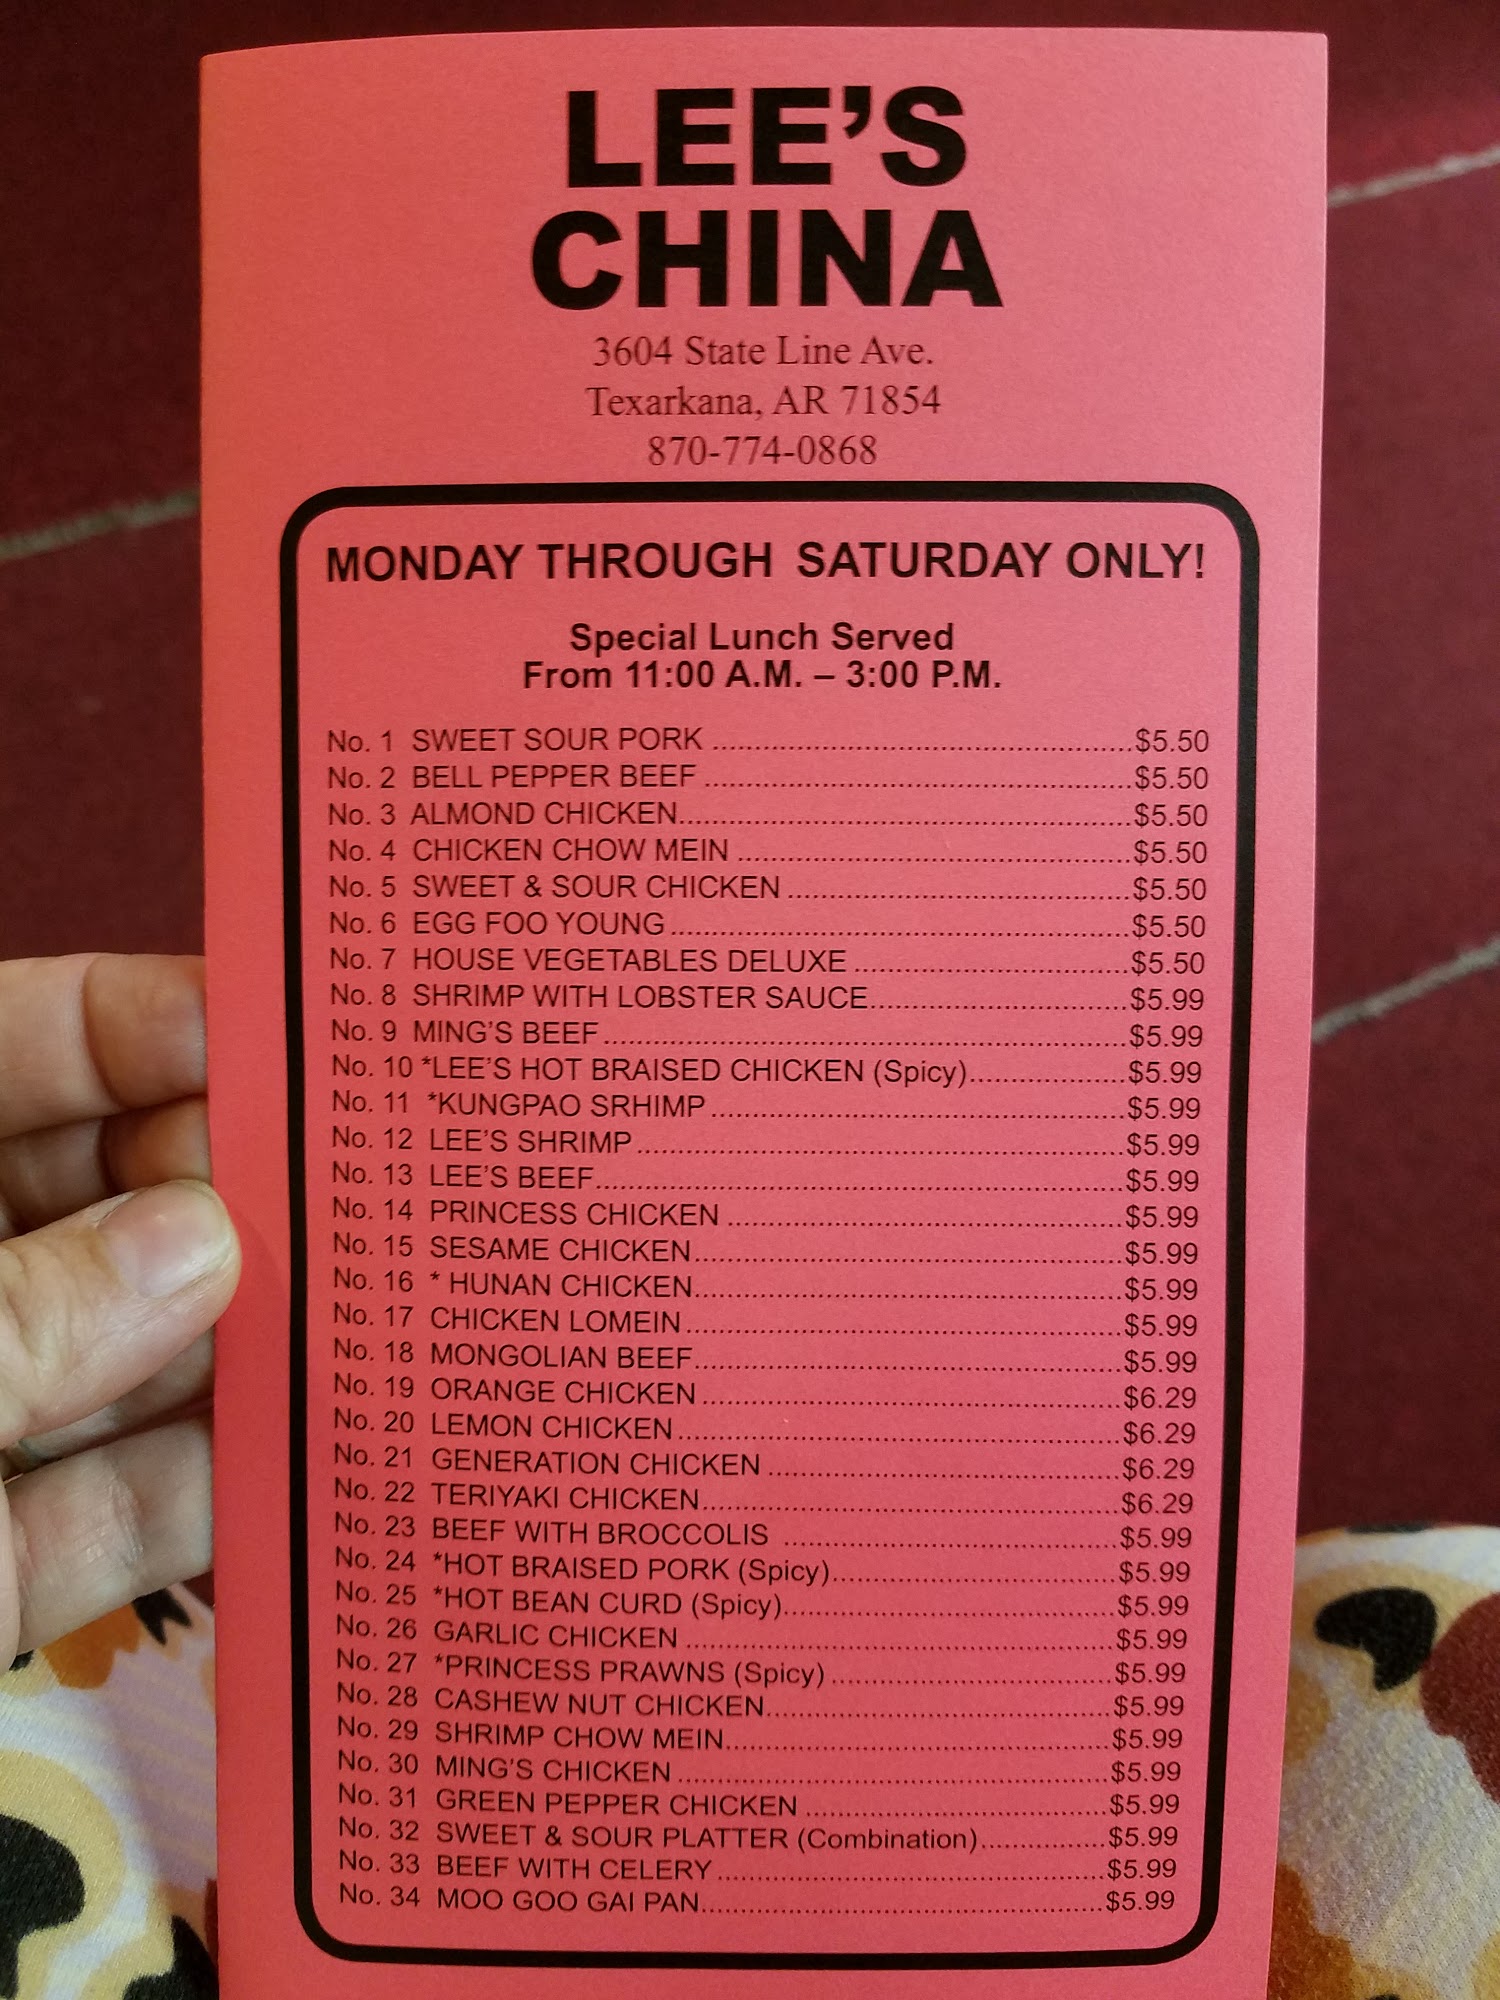 LEE'S
CHINA
3604 State Line Ave.
Texarkana, AR 71854
870-774-0868
MONDAY THROUGH SATURDAY ONLY!
Special Lunch Served
From 11:00 A.M. – 3:00 P.M.
No. 1 SWEET SOUR PORK ........ $5.50
No. 2 BELL PEPPER BEEF ........ $5.50
No. 3 ALMOND CHICKEN ........ $5.50
No. 4 CHICKEN CHOW MEIN ........ $5.50
No. 5 SWEET & SOUR CHICKEN ........ $5.50
No. 6 EGG FOO YOUNG ........ $5.50
No. 7 HOUSE VEGETABLES DELUXE ........ $5.50
No. 8 SHRIMP WITH LOBSTER SAUCE ........ $5.99
No. 9 MING'S BEEF ........ $5.99
No. 10 *LEE'S HOT BRAISED CHICKEN (Spicy) ........ $5.99
No. 11 *KUNGPAO SRHIMP ........ $5.99
No. 12 LEE'S SHRIMP ........ $5.99
No. 13 LEE'S BEEF ........ $5.99
No. 14 PRINCESS CHICKEN ........ $5.99
No. 15 SESAME CHICKEN ........ $5.99
No. 16 * HUNAN CHICKEN ........ $5.99
No. 17 CHICKEN LOMEIN ........ $5.99
No. 18 MONGOLIAN BEEF ........ $5.99
No. 19 ORANGE CHICKEN ........ $6.29
No. 20 LEMON CHICKEN ........ $6.29
No. 21 GENERATION CHICKEN ........ $6.29
No. 22 TERIYAKI CHICKEN ........ $6.29
No. 23 BEEF WITH BROCCOLIS ........ $5.99
No. 24 *HOT BRAISED PORK (Spicy) ........ $5.99
No. 25 *HOT BEAN CURD (Spicy) ........ $5.99
No. 26 GARLIC CHICKEN ........ $5.99
No. 27 *PRINCESS PRAWNS (Spicy) ........ $5.99
No. 28 CASHEW NUT CHICKEN ........ $5.99
No. 29 SHRIMP CHOW MEIN ........ $5.99
No. 30 MING'S CHICKEN ........ $5.99
No. 31 GREEN PEPPER CHICKEN ........ $5.99
No. 32 SWEET & SOUR PLATTER (Combination) ........ $5.99
No. 33 BEEF WITH CELERY ........ $5.99
No. 34 MOO GOO GAI PAN ........ $5.99